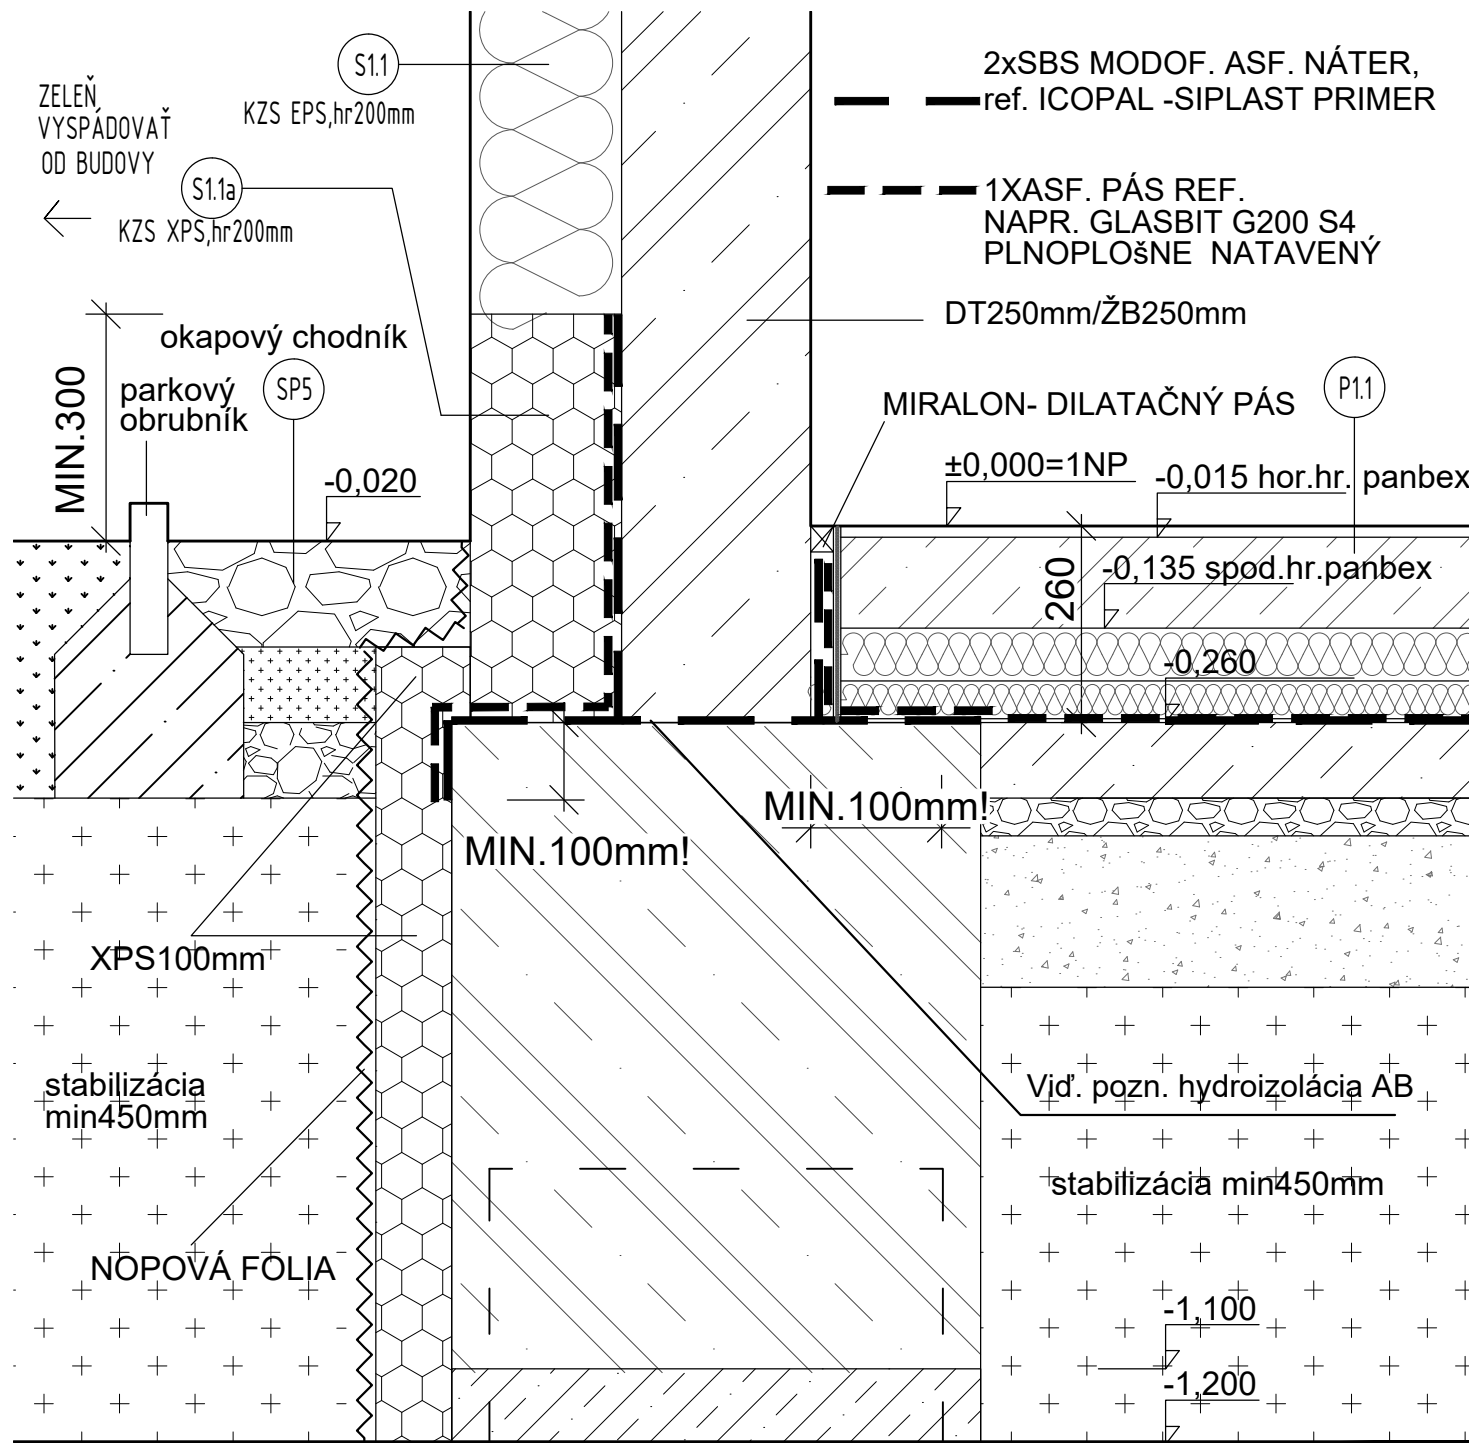 S1.1
KZS EPS,hr200mm
ZELEŇ
VYSPÁDOVAŤ
OD BUDOVY
S1.1a
KZS XPS,hr200mm
2xSBS MODOF. ASF. NÁTER,
ref. ICOPAL -SIPLAST PRIMER
1XASF. PÁS REF.
NAPR. GLASBIT G200 S4
PLNOPLOšNE NATAVENÝ
DT250mm/ŽB250mm
MIN.300
okapový chodník
parkový
obrubník
SP5
-0,020
P1.1
MIRALON- DILATAČNÝ PÁS
±0,000=1NP
-0,015 hor.hr. panbex
260
-0,135 spod.hr.panbex
-0,260
MIN.100mm!
MIN.100mm!
XPS100mm
stabilizácia
min450mm
NOPOVÁ FÓLIA
Viď. pozn. hydroizolácia AB
stabilizácia min450mm
-1,100
-1,200